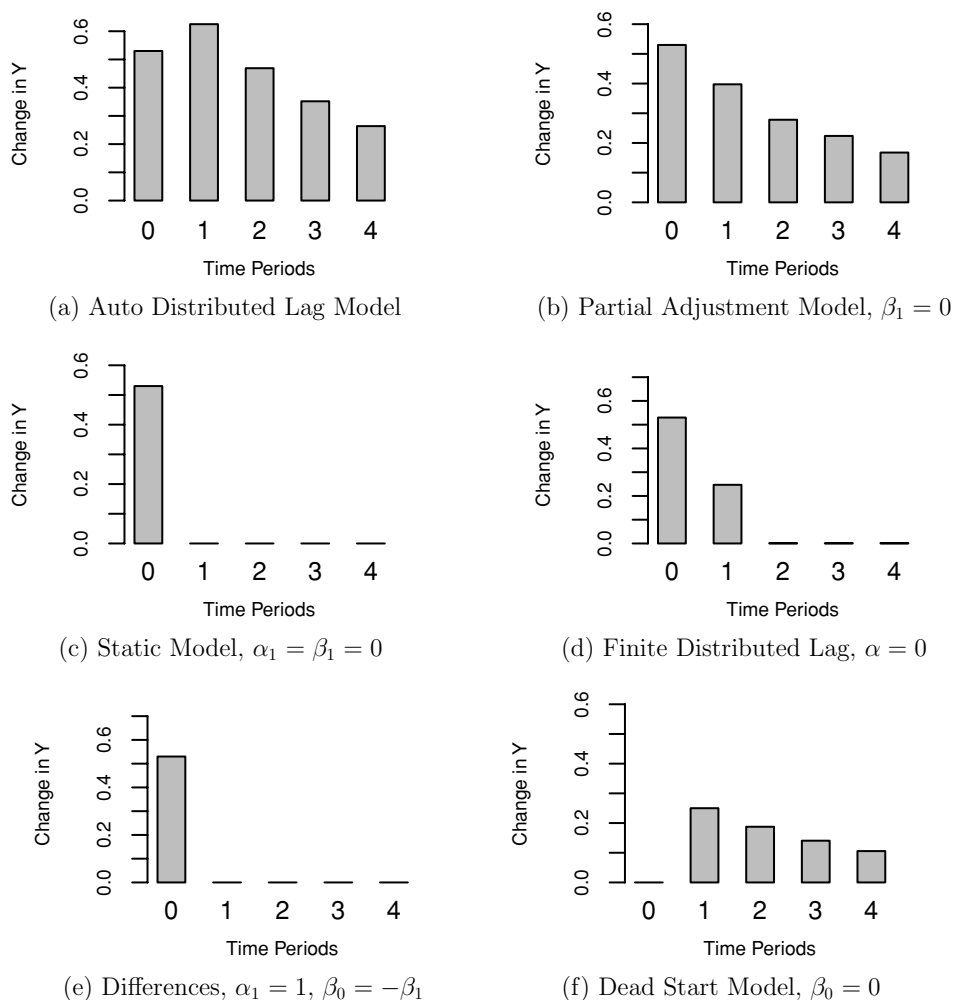 Change in Y
0.0 0.2 0.4 0.6
0 1 2 3 4
Time Periods
(a) Auto Distributed Lag Model
Change in Y
0.0 0.2 0.4 0.6
0 1 2 3 4
Time Periods
(b) Partial Adjustment Model, β₁ = 0
Change in Y
0.0 0.2 0.4 0.6
0 1 2 3 4
Time Periods
(c) Static Model, α₁ = β₁ = 0
Change in Y
0.0 0.2 0.4 0.6
0 1 2 3 4
Time Periods
(d) Finite Distributed Lag, α = 0
Change in Y
0.0 0.2 0.4 0.6
0 1 2 3 4
Time Periods
(e) Differences, α₁ = 1, β₀ = −β₁
Change in Y
0.0 0.2 0.4 0.6
0 1 2 3 4
Time Periods
(f) Dead Start Model, β₀ = 0